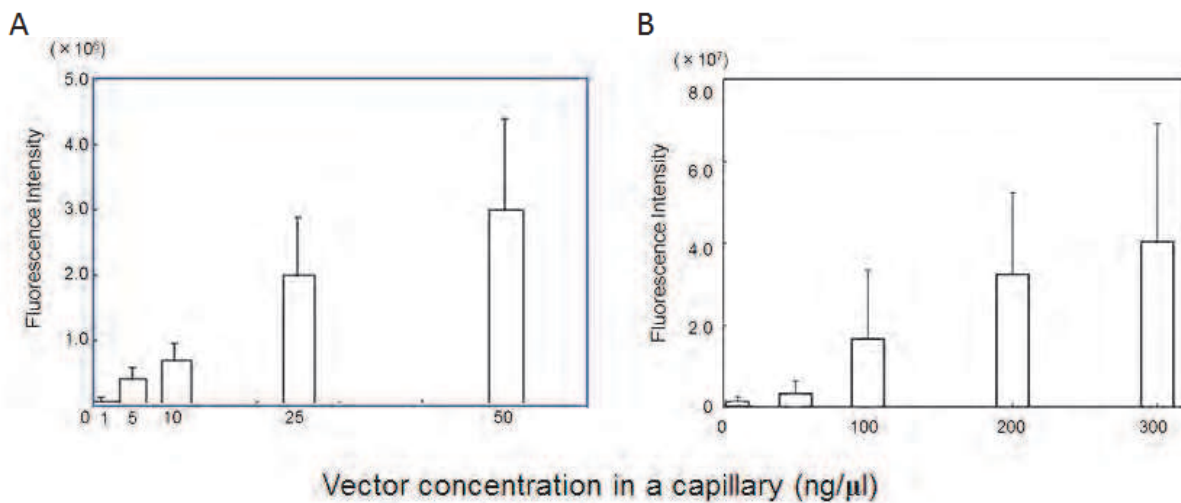 A
(×10⁶)
5.0
4.0
3.0
2.0
1.0
0 1 5 10 25 50
Fluorescence Intensity
B
(×10⁷)
8.0
6.0
4.0
2.0
0
0 100 200 300
Fluorescence Intensity
Vector concentration in a capillary (ng/μl)